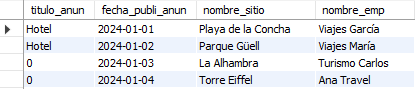 titulo_anun fecha_publi_anun nombre_sitio nombre_emp
Hotel 2024-01-01 Playa de la Concha Viajes García
Hotel 2024-01-02 Parque Güell Viajes María
0 2024-01-03 La Alhambra Turismo Carlos
0 2024-01-04 Torre Eiffel Ana Travel